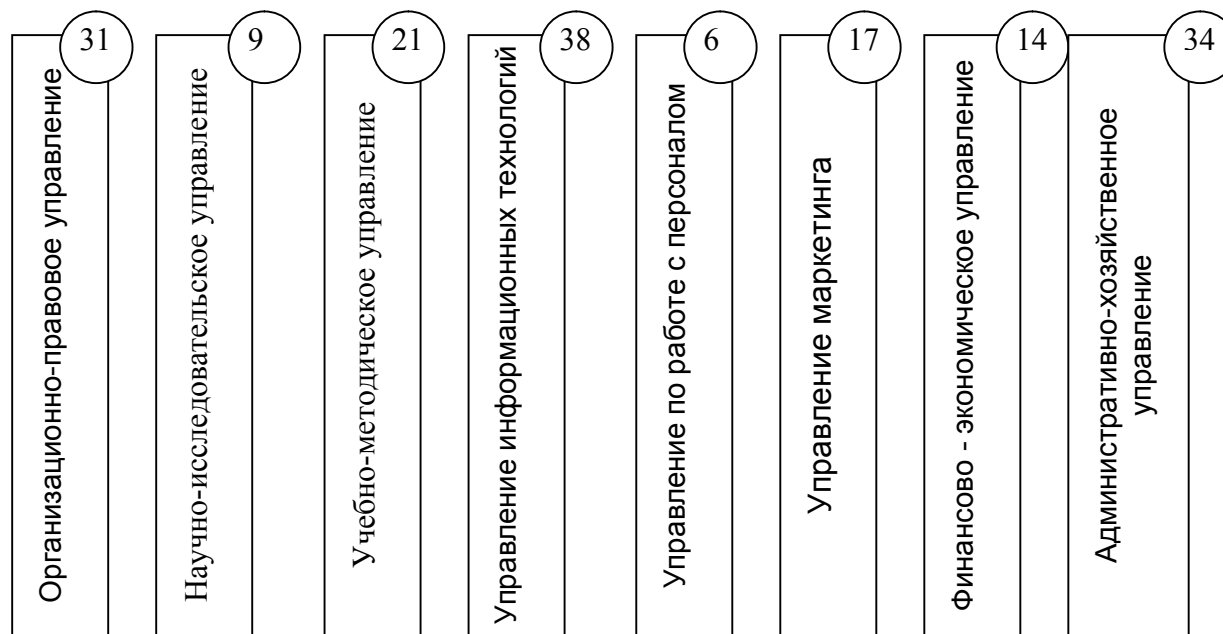 31
Организационно-правовое управление
9
Научно-исследовательское управление
21
Учебно-методическое управление
38
Управление информационных технологий
6
Управление по работе с персоналом
17
Управление маркетинга
14
Финансово - экономическое управление
34
Административно-хозяйственное
управление